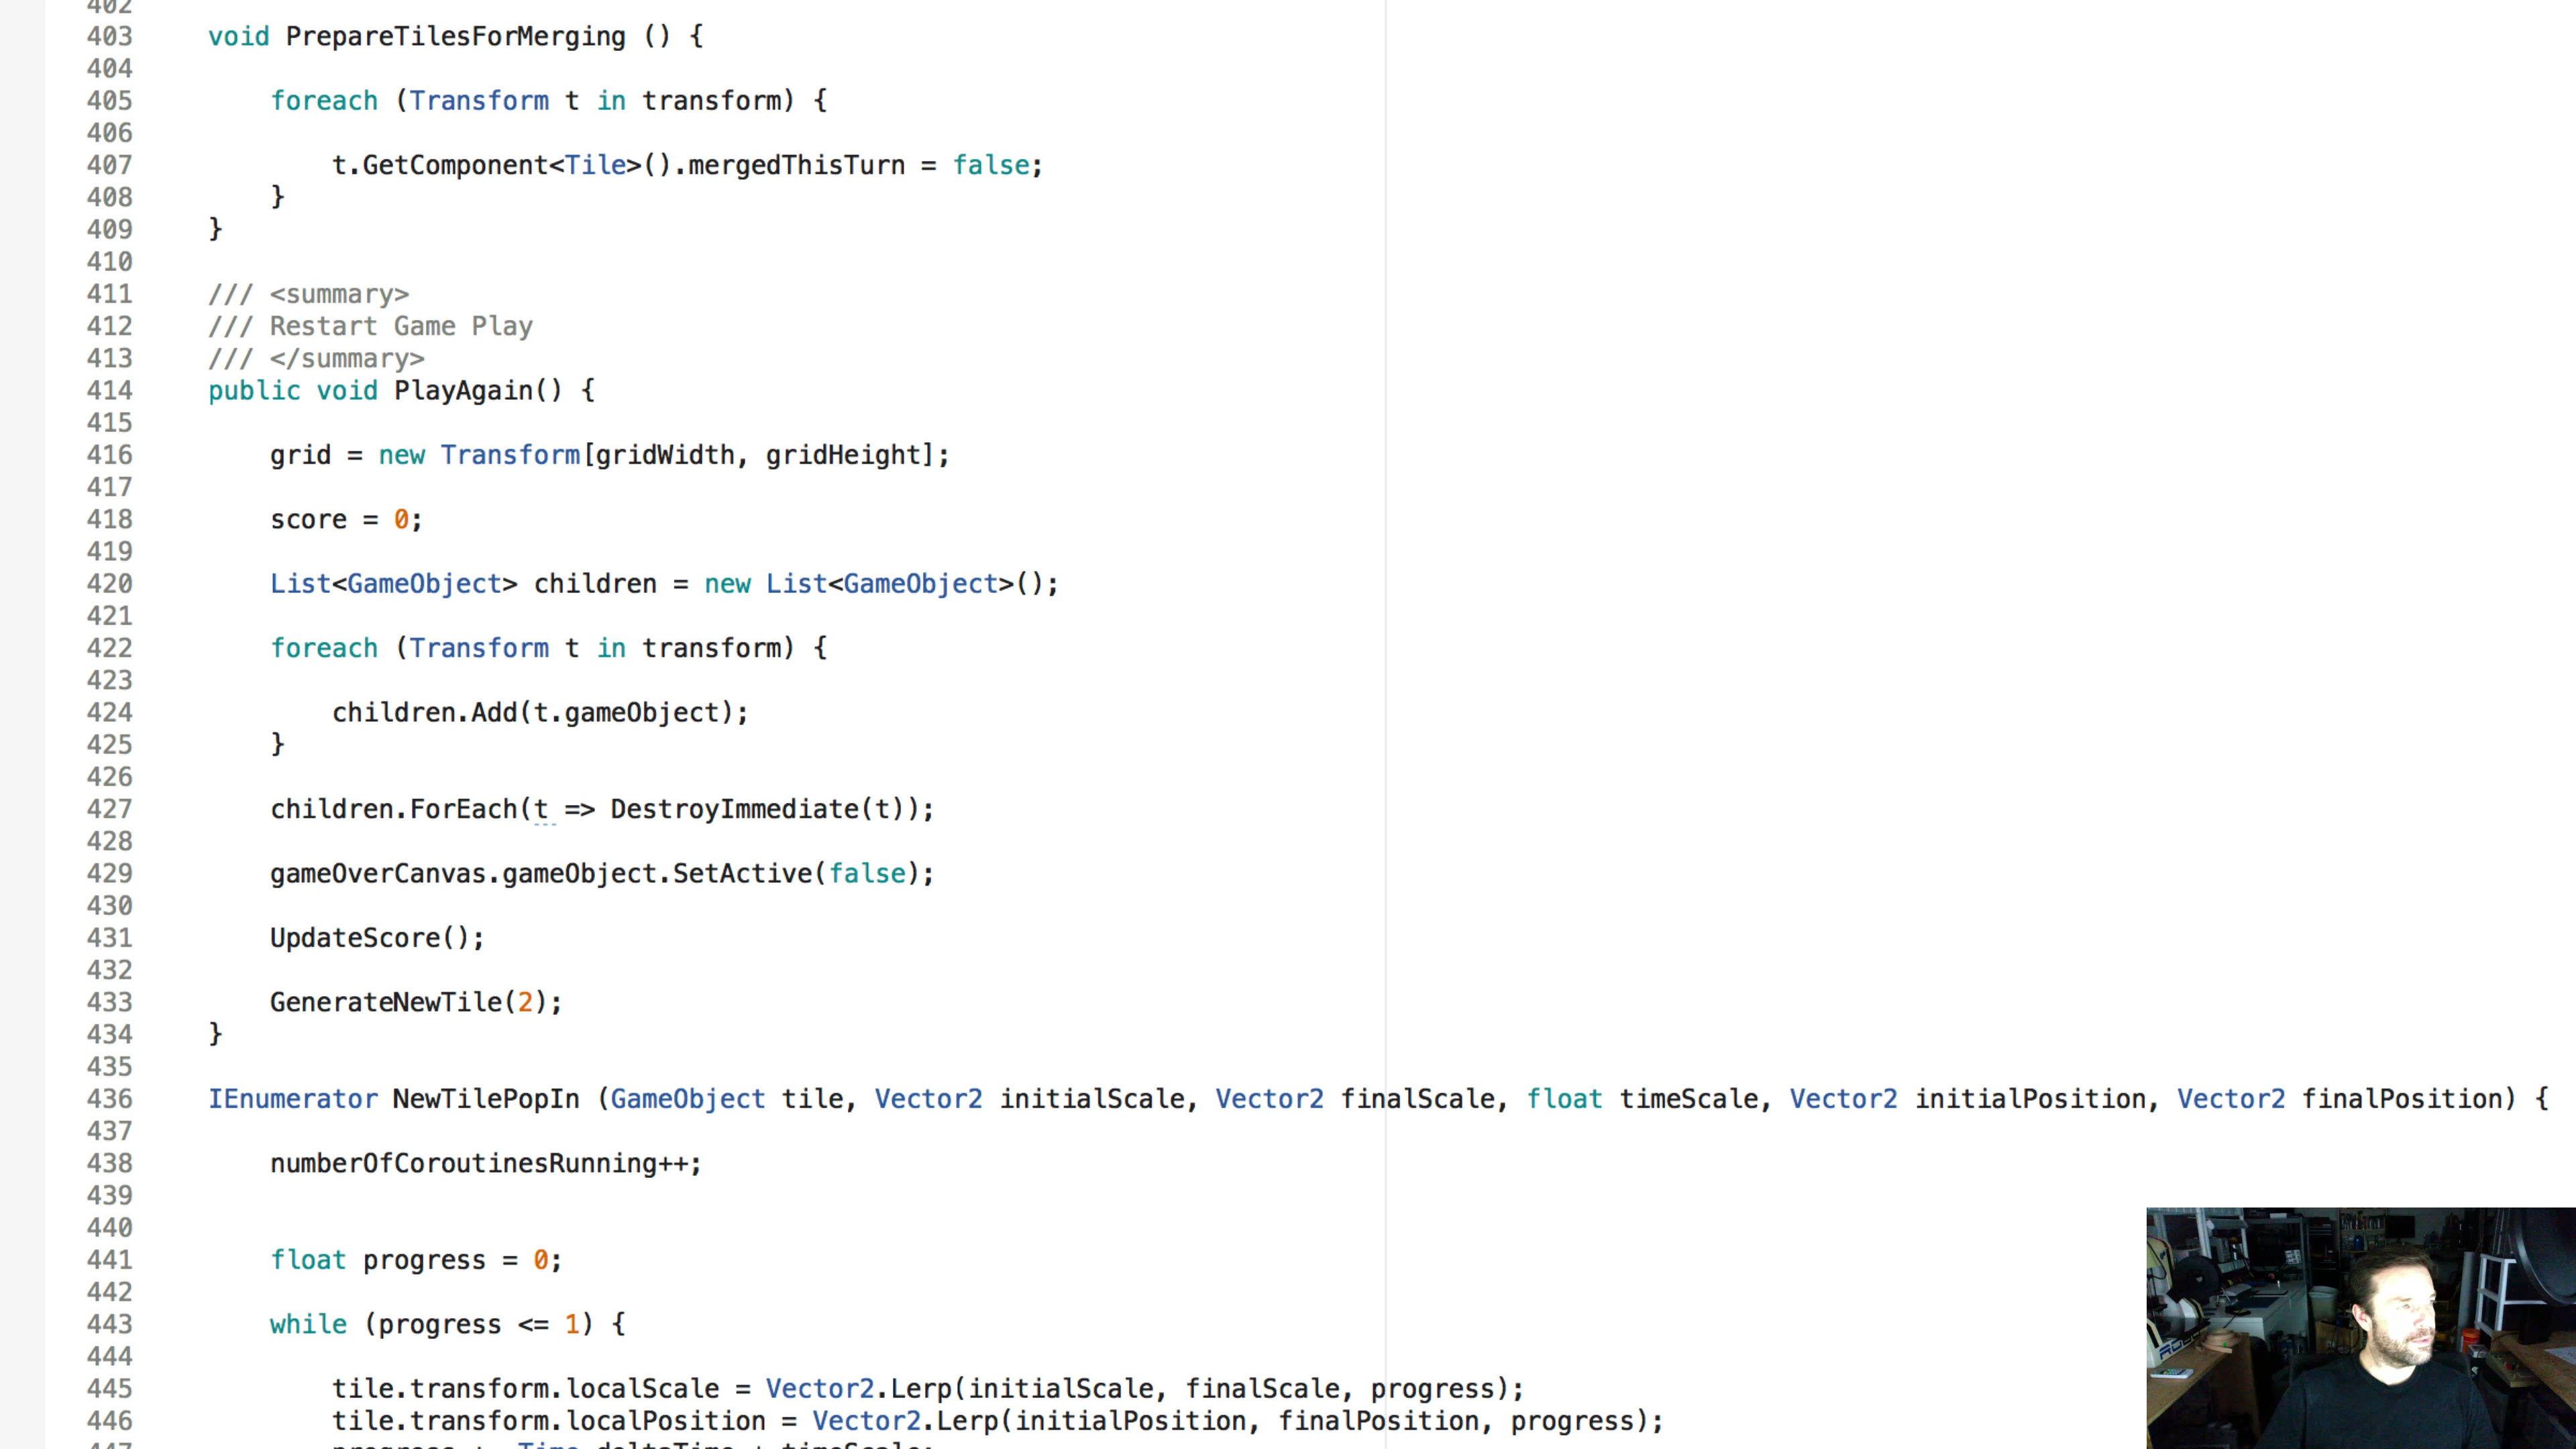 402
403 void PrepareTilesForMerging () {
404
405 foreach (Transform t in transform) {
406
407 t.GetComponent<Tile>().mergedThisTurn = false;
408 }
409 }
410
411 /// <summary>
412 /// Restart Game Play
413 /// </summary>
414 public void PlayAgain() {
415
416 grid = new Transform[gridWidth, gridHeight];
417
418 score = 0;
419
420 List<GameObject> children = new List<GameObject>();
421
422 foreach (Transform t in transform) {
423
424 children.Add(t.gameObject);
425 }
426
427 children.ForEach(t => DestroyImmediate(t));
428
429 gameOverCanvas.gameObject.SetActive(false);
430
431 UpdateScore();
432
433 GenerateNewTile(2);
434 }
435
436 IEnumerator NewTilePopIn (GameObject tile, Vector2 initialScale, Vector2 finalScale, float timeScale, Vector2 initialPosition, Vector2 finalPosition) {
437
438 numberOfCoroutinesRunning++;
439
440
441 float progress = 0;
442
443 while (progress <= 1) {
444
445 tile.transform.localScale = Vector2.Lerp(initialScale, finalScale, progress);
446 tile.transform.localPosition = Vector2.Lerp(initialPosition, finalPosition, progress);